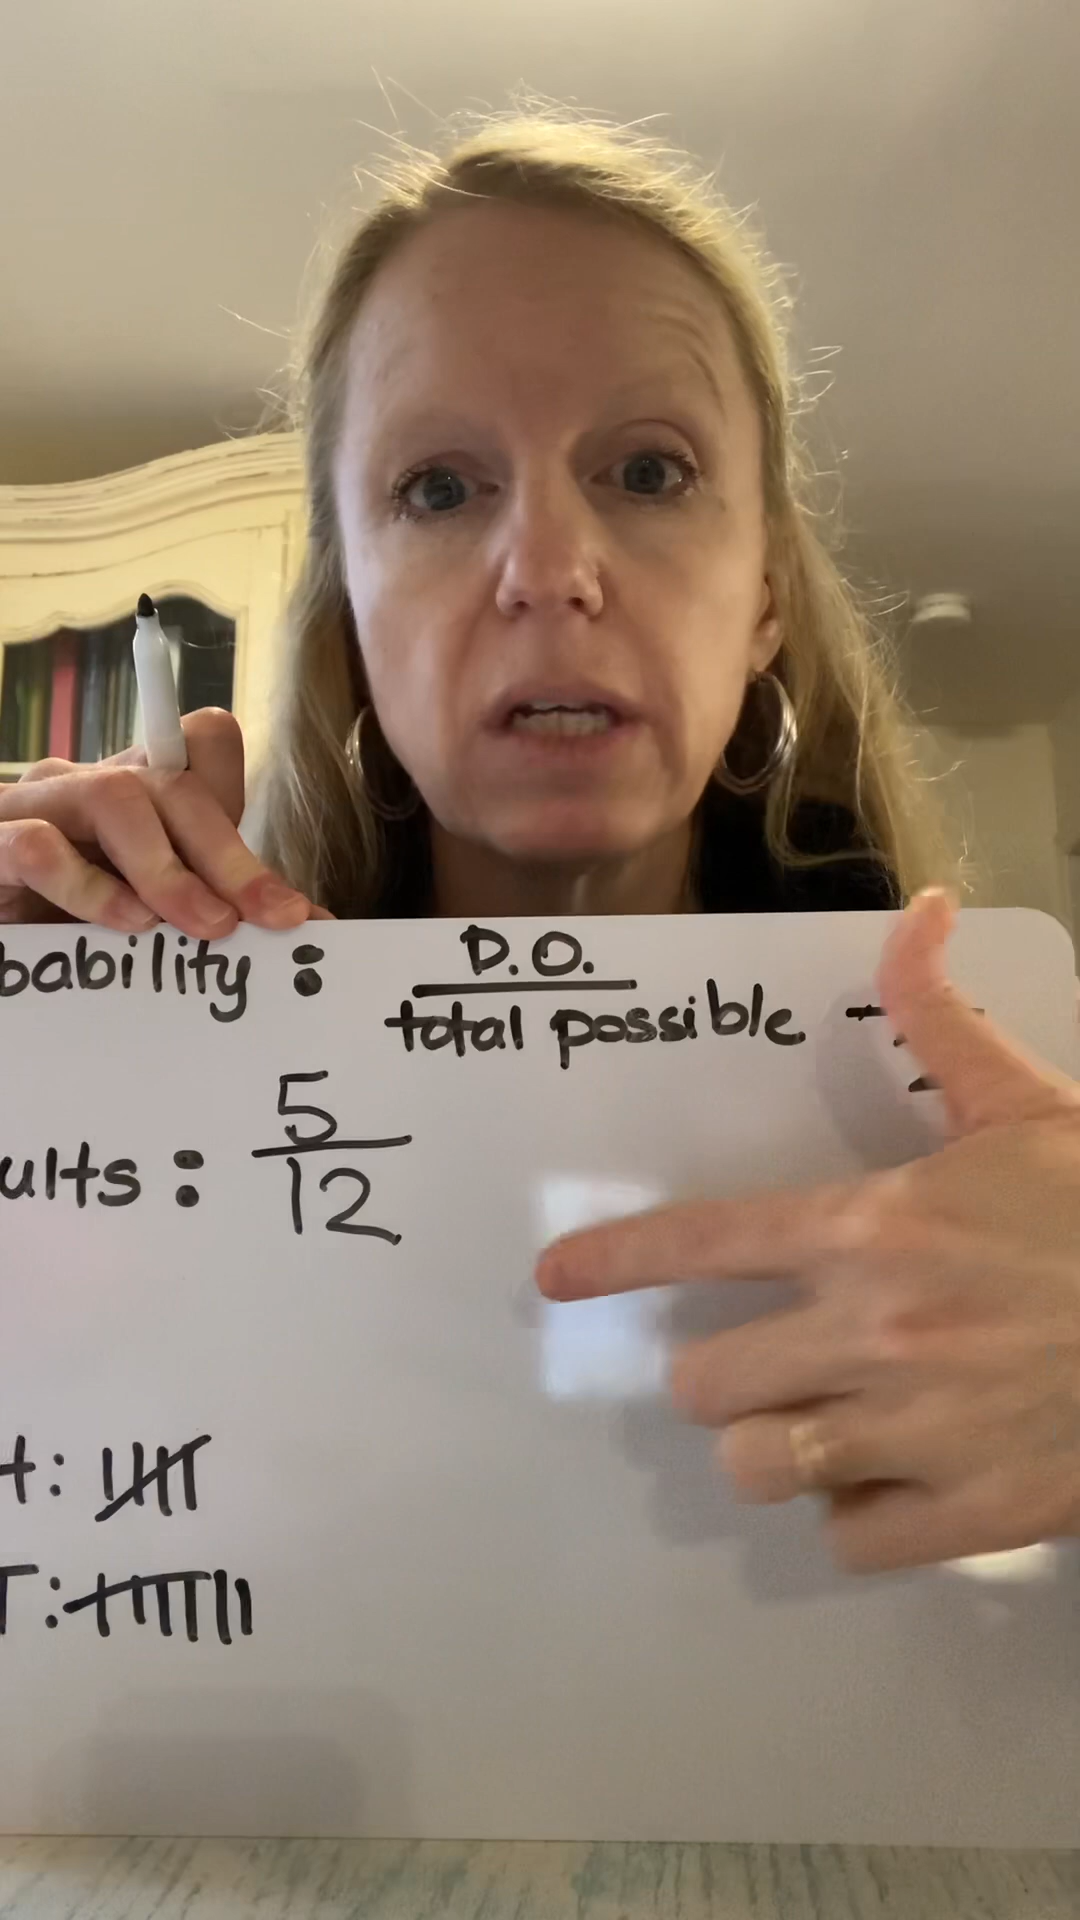 bability : D.O.
total possible
ults : 5
12
H:
T: